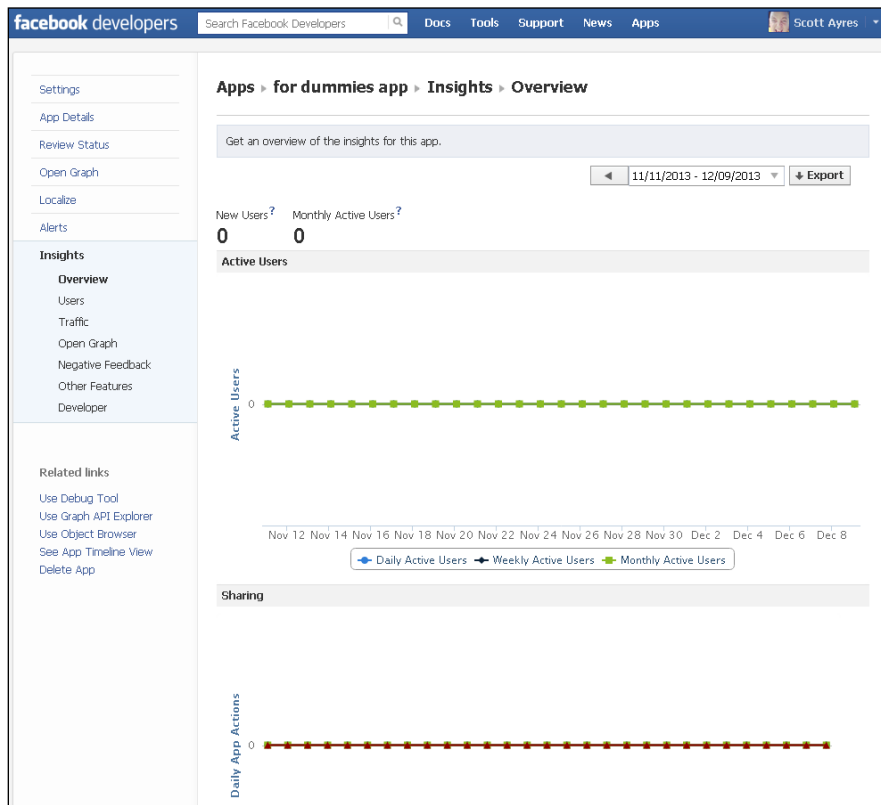 facebook developers Search Facebook Developers Docs Tools Support News Apps Scott Ayres
Settings
App Details
Review Status
Open Graph
Localize
Alerts
Insights
Overview
Users
Traffic
Open Graph
Negative Feedback
Other Features
Developer
Related links
Use Debug Tool
Use Graph API Explorer
Use Object Browser
See App Timeline View
Delete App
Apps for dummies app Insights Overview
Get an overview of the insights for this app.
11/11/2013 - 12/09/2013 Export
New Users? Monthly Active Users?
0 0
Active Users
Active Users
0
Nov 12 Nov 14 Nov 16 Nov 18 Nov 20 Nov 22 Nov 24 Nov 26 Nov 28 Nov 30 Dec 2 Dec 4 Dec 6 Dec 8
Daily Active Users Weekly Active Users Monthly Active Users
Sharing
Daily App Actions
0